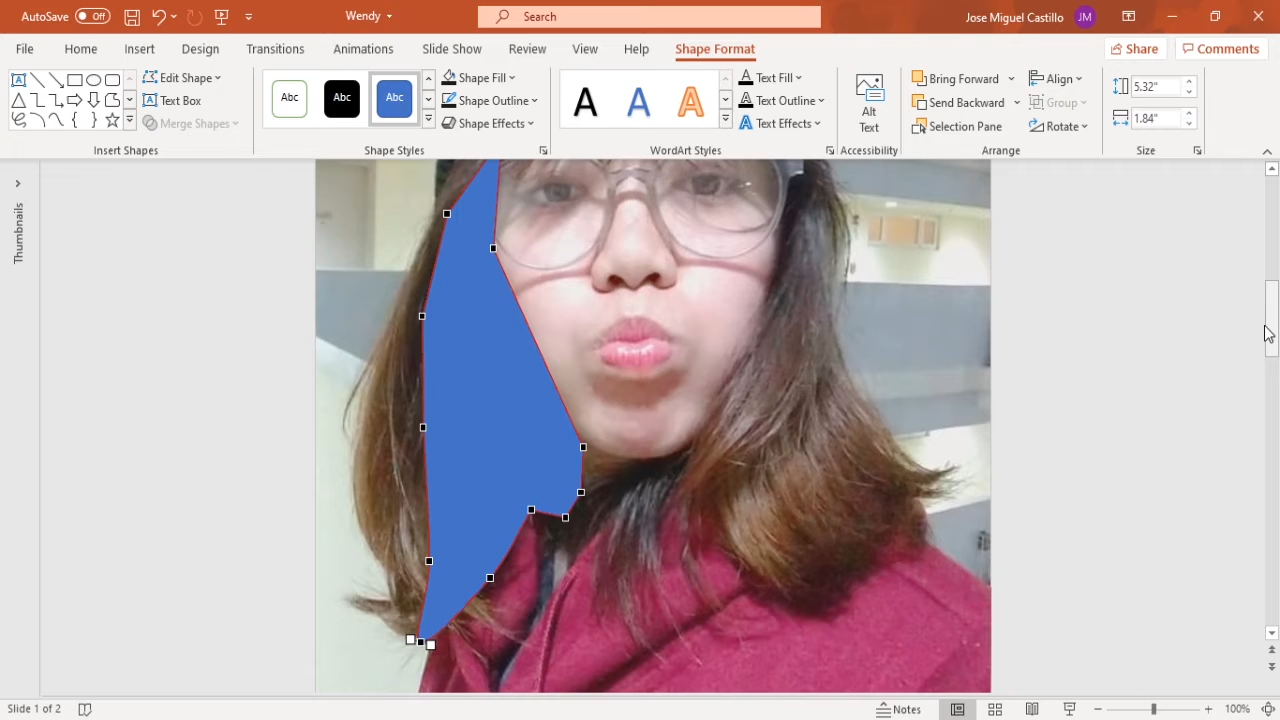 AutoSave Off Wendy Search Jose Miguel Castillo JM
File Home Insert Design Transitions Animations Slide Show Review View Help Shape Format Share Comments
Edit Shape
Text Box
Merge Shapes
Insert Shapes
Abc Abc Abc
Shape Fill
Shape Outline
Shape Effects
Shape Styles
A A A
Text Fill
Text Outline
Text Effects
WordArt Styles
Alt
Text
Accessibility
Bring Forward
Send Backward
Selection Pane
Align
Group
Rotate
Arrange
5.32"
1.84"
Size
Thumbnails
Slide 1 of 2 Notes 100%